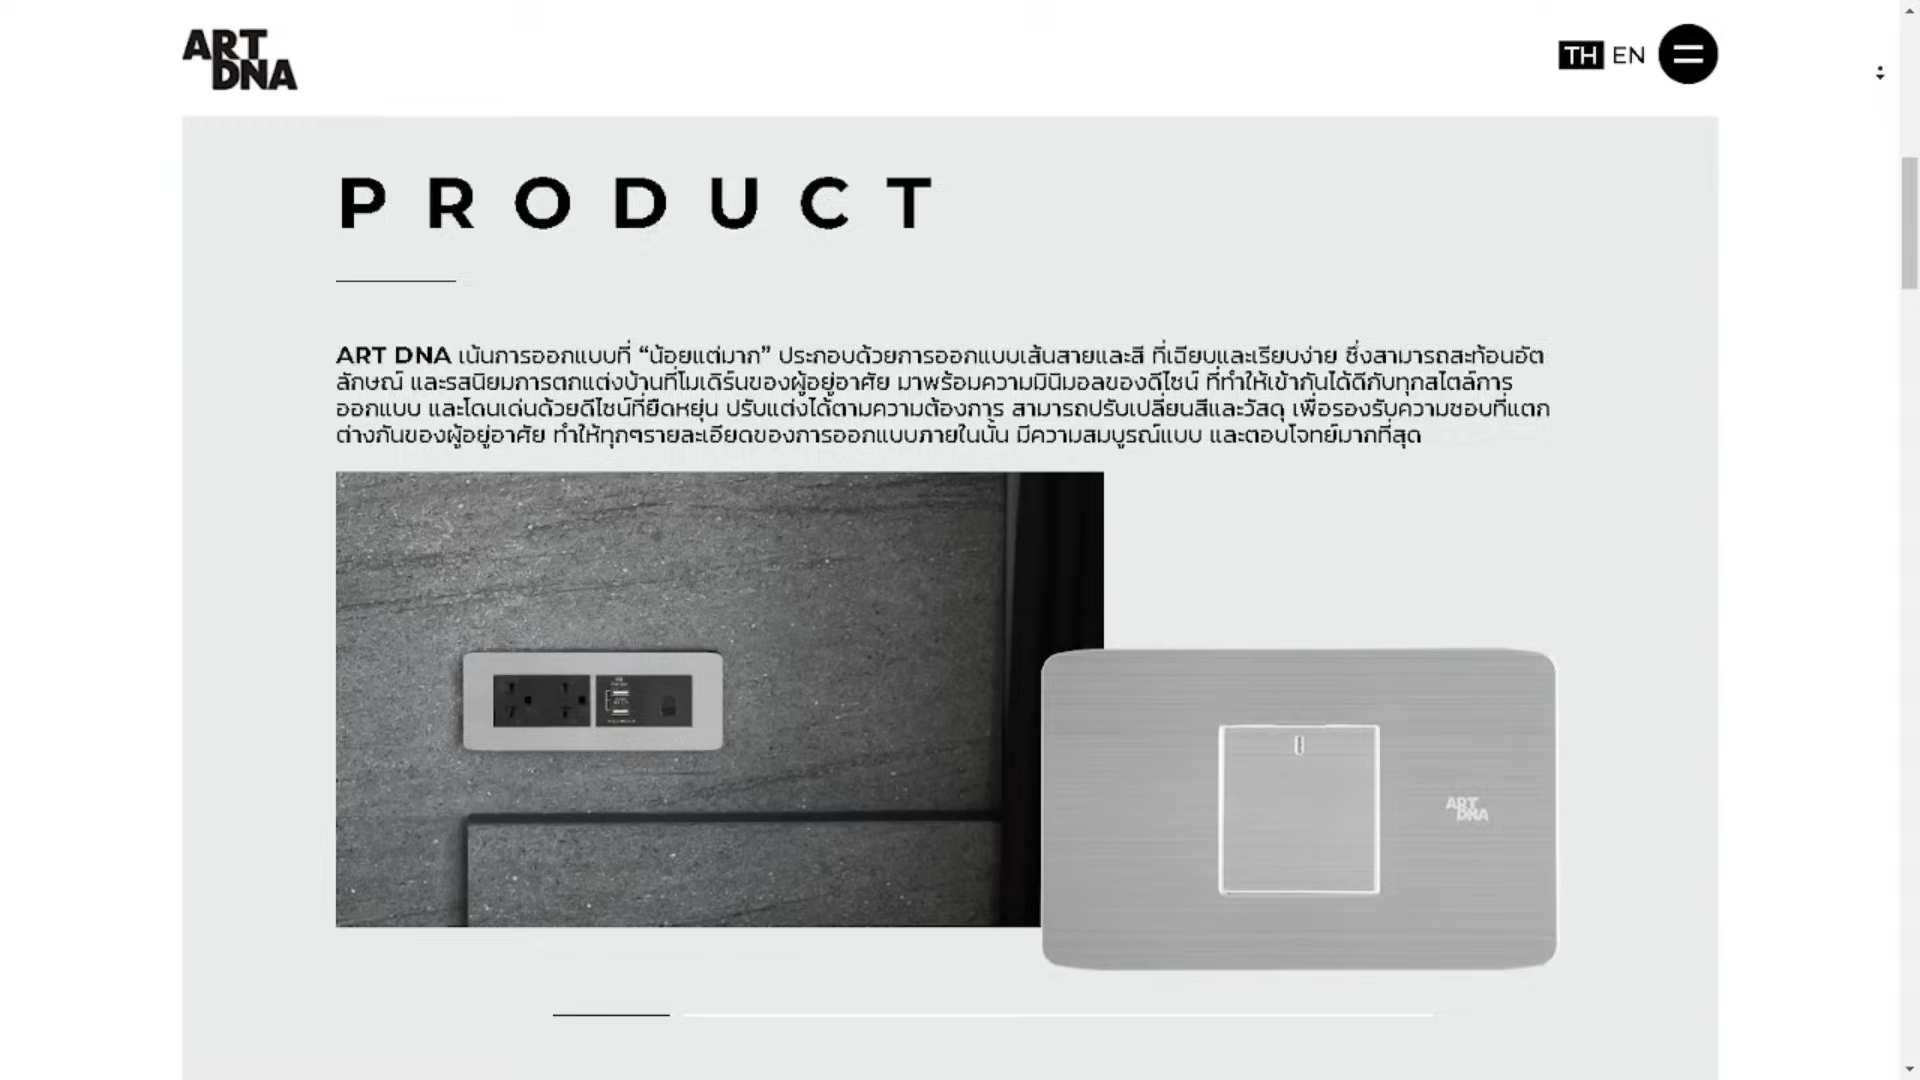 ART
DNA
TH EN
PRODUCT
ART DNA เน้นการออกแบบที่ “น้อยแต่มาก” ประกอบด้วยการออกแบบเส้นสายและสี ที่เฉียบและเรียบง่าย ซึ่งสามารถสะท้อนอัต
ลักษณ์ และรสนิยมการตกแต่งบ้านที่โมเดิร์นของผู้อยู่อาศัย มาพร้อมความมินิมอลของดีไซน์ ที่ทำให้เข้ากันได้ดีกับทุกสไตล์การ
ออกแบบ และโดนเด่นด้วยดีไซน์ที่ยืดหยุ่น ปรับแต่งได้ตามความต้องการ สามารถปรับเปลี่ยนสีและวัสดุ เพื่อรองรับความชอบที่แตก
ต่างกันของผู้อยู่อาศัย ทำให้ทุกๆรายละเอียดของการออกแบบภายในนั้น มีความสมบูรณ์แบบ และตอบโจทย์มากที่สุด
ART
DNA